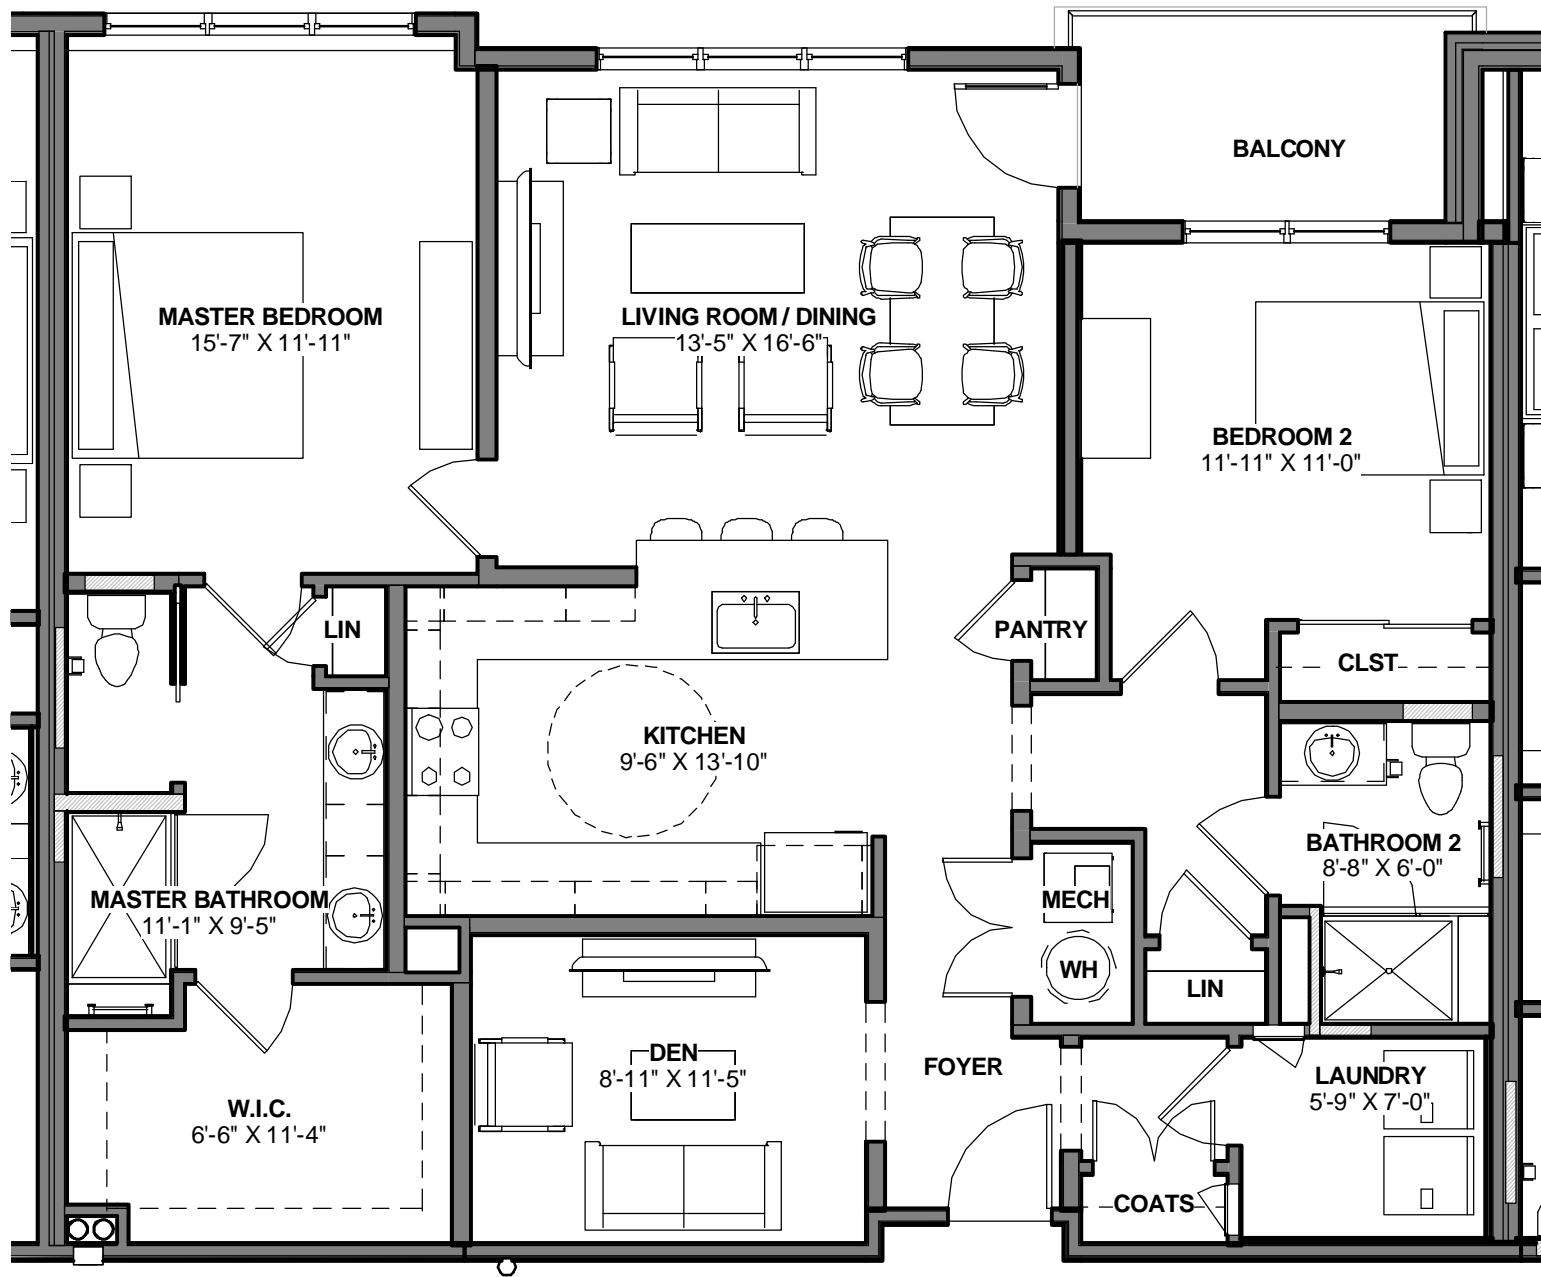 BALCONY
MASTER BEDROOM
15'-7" X 11'-11"
LIVING ROOM / DINING
13'-5" X 16'-6"
BEDROOM 2
11'-11" X 11'-0"
LIN
PANTRY
CLST
KITCHEN
9'-6" X 13'-10"
BATHROOM 2
8'-8" X 6'-0"
MASTER BATHROOM
11'-1" X 9'-5"
MECH
WH
LIN
DEN
8'-11" X 11'-5"
FOYER
LAUNDRY
5'-9" X 7'-0"
W.I.C.
6'-6" X 11'-4"
COATS